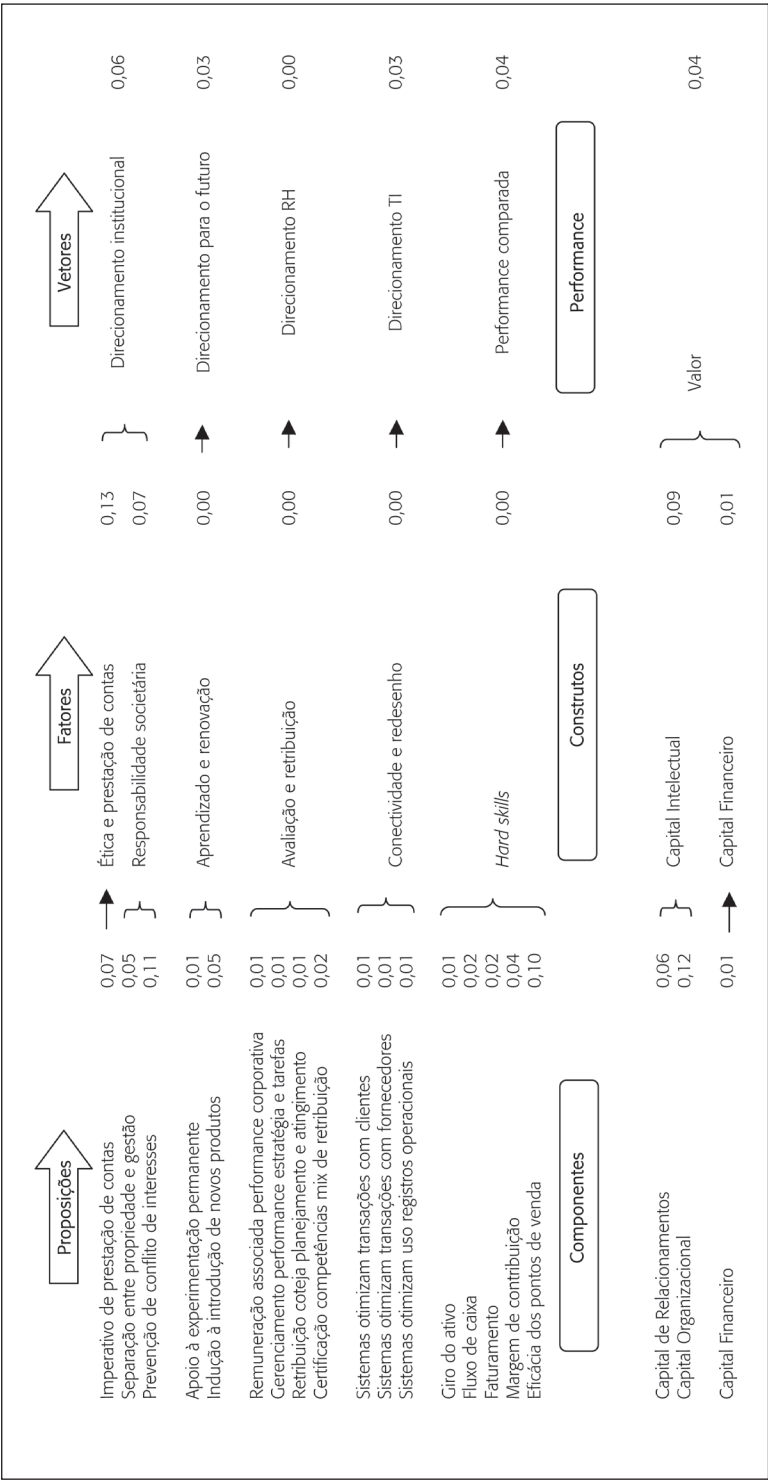 Proposições
Fatores
Vetores
Imperativo de prestação de contas 0,07 Ética e prestação de contas 0,13
Direcionamento institucional 0,06
Separação entre propriedade e gestão 0,05
Responsabilidade societária 0,07
Prevenção de conflito de interesses 0,11
Apoio à experimentação permanente 0,01
Aprendizado e renovação 0,00 Direcionamento para o futuro 0,03
Indução à introdução de novos produtos 0,05
Remuneração associada performance corporativa 0,01
Gerenciamento performance estratégia e tarefas 0,01
Avaliação e retribuição 0,00 Direcionamento RH 0,00
Retribuição coteja planejamento e atingimento 0,01
Certificação competências mix de retribuição 0,02
Sistemas otimizam transações com clientes 0,01
Sistemas otimizam transações com fornecedores 0,01
Conectividade e redesenho 0,00 Direcionamento TI 0,03
Sistemas otimizam uso registros operacionais 0,01
Giro do ativo 0,01
Fluxo de caixa 0,02
Faturamento 0,02
Hard skills 0,00 Performance comparada 0,04
Margem de contribuição 0,04
Eficácia dos pontos de venda 0,10
Componentes
Construtos
Performance
Capital de Relacionamentos 0,06
Capital Intelectual 0,09
Capital Organizacional 0,12
Valor 0,04
Capital Financeiro 0,01 Capital Financeiro 0,01